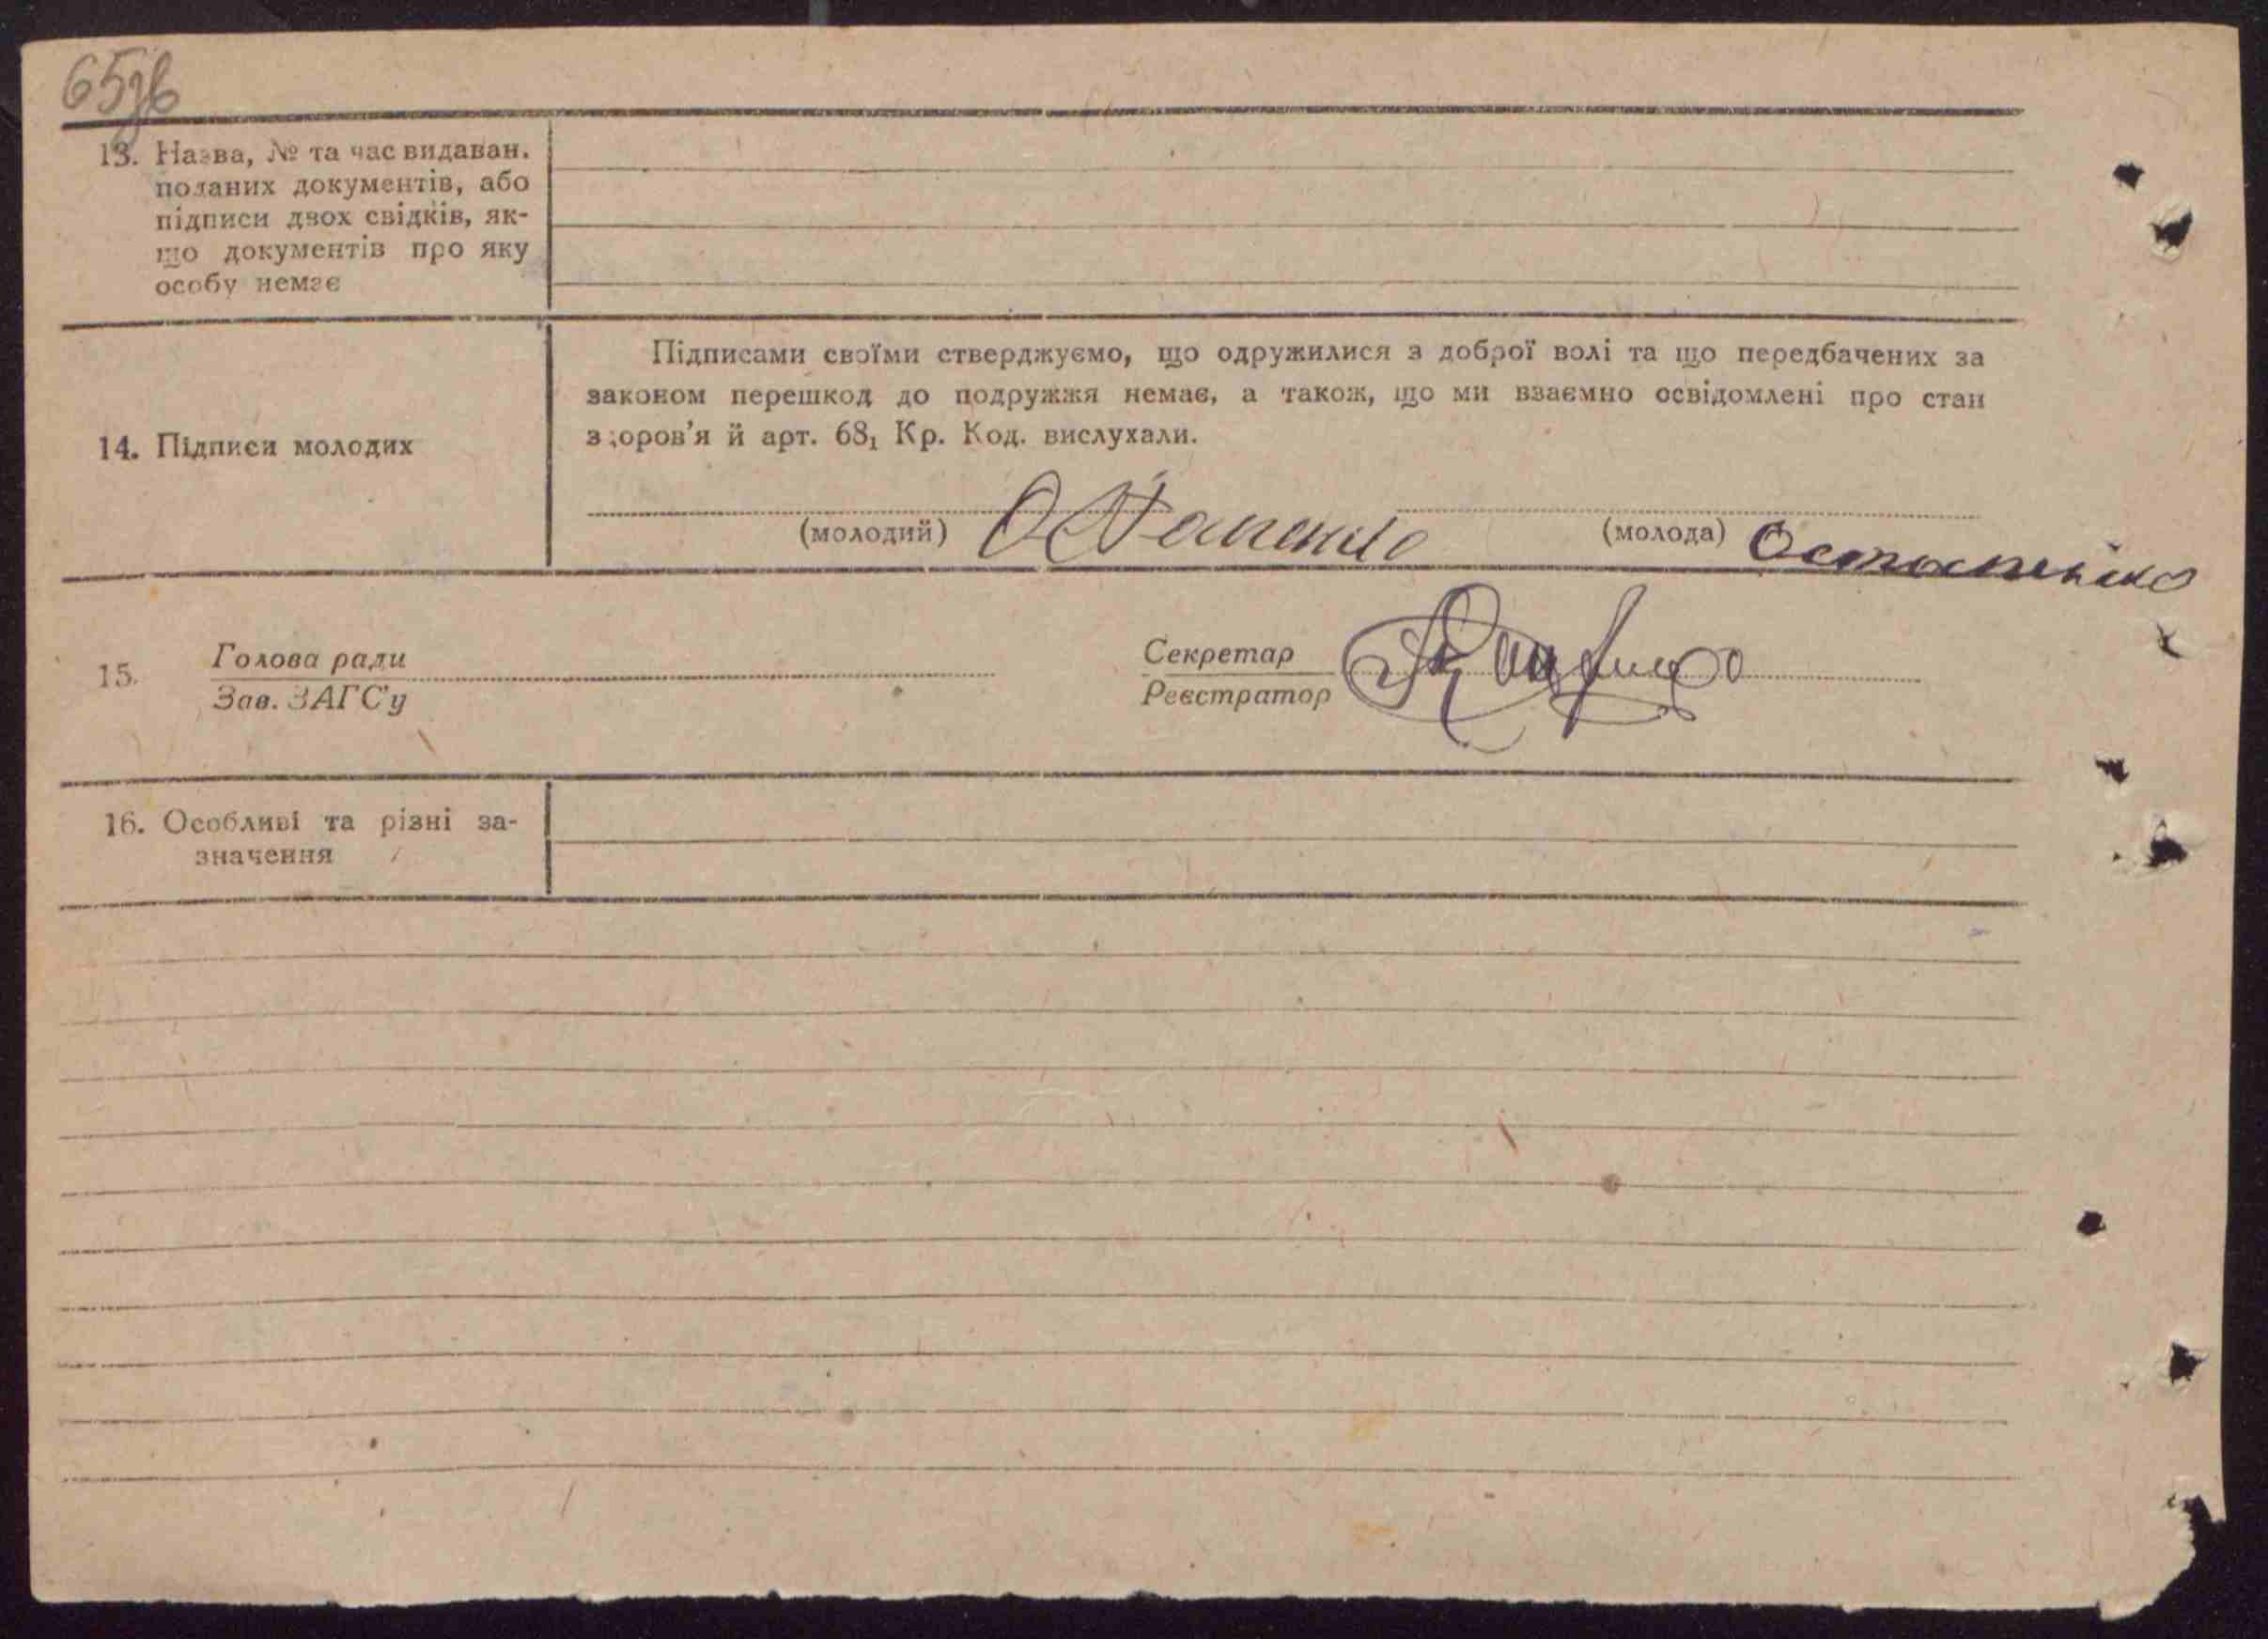 65зв
13. Назва, № та час видаван.
поданих документів, або
підписи двох свідків, як-
що документів про яку
особу немає
Підписами своїми стверджуємо, що одружилися з доброї волі та що передбачених за
законом перешкод до подружжя немає, а також, що ми взаємно освідомлені про стан
14. Підписи молодих
здоров’я й арт. 68₁ Кр. Код. вислухали.
(молодий) Остапенко (молода) Остапенко
15. Голова ради Секретар
Зав. ЗАГС’у Реєстратор
16. Особливі та різні за-
значення